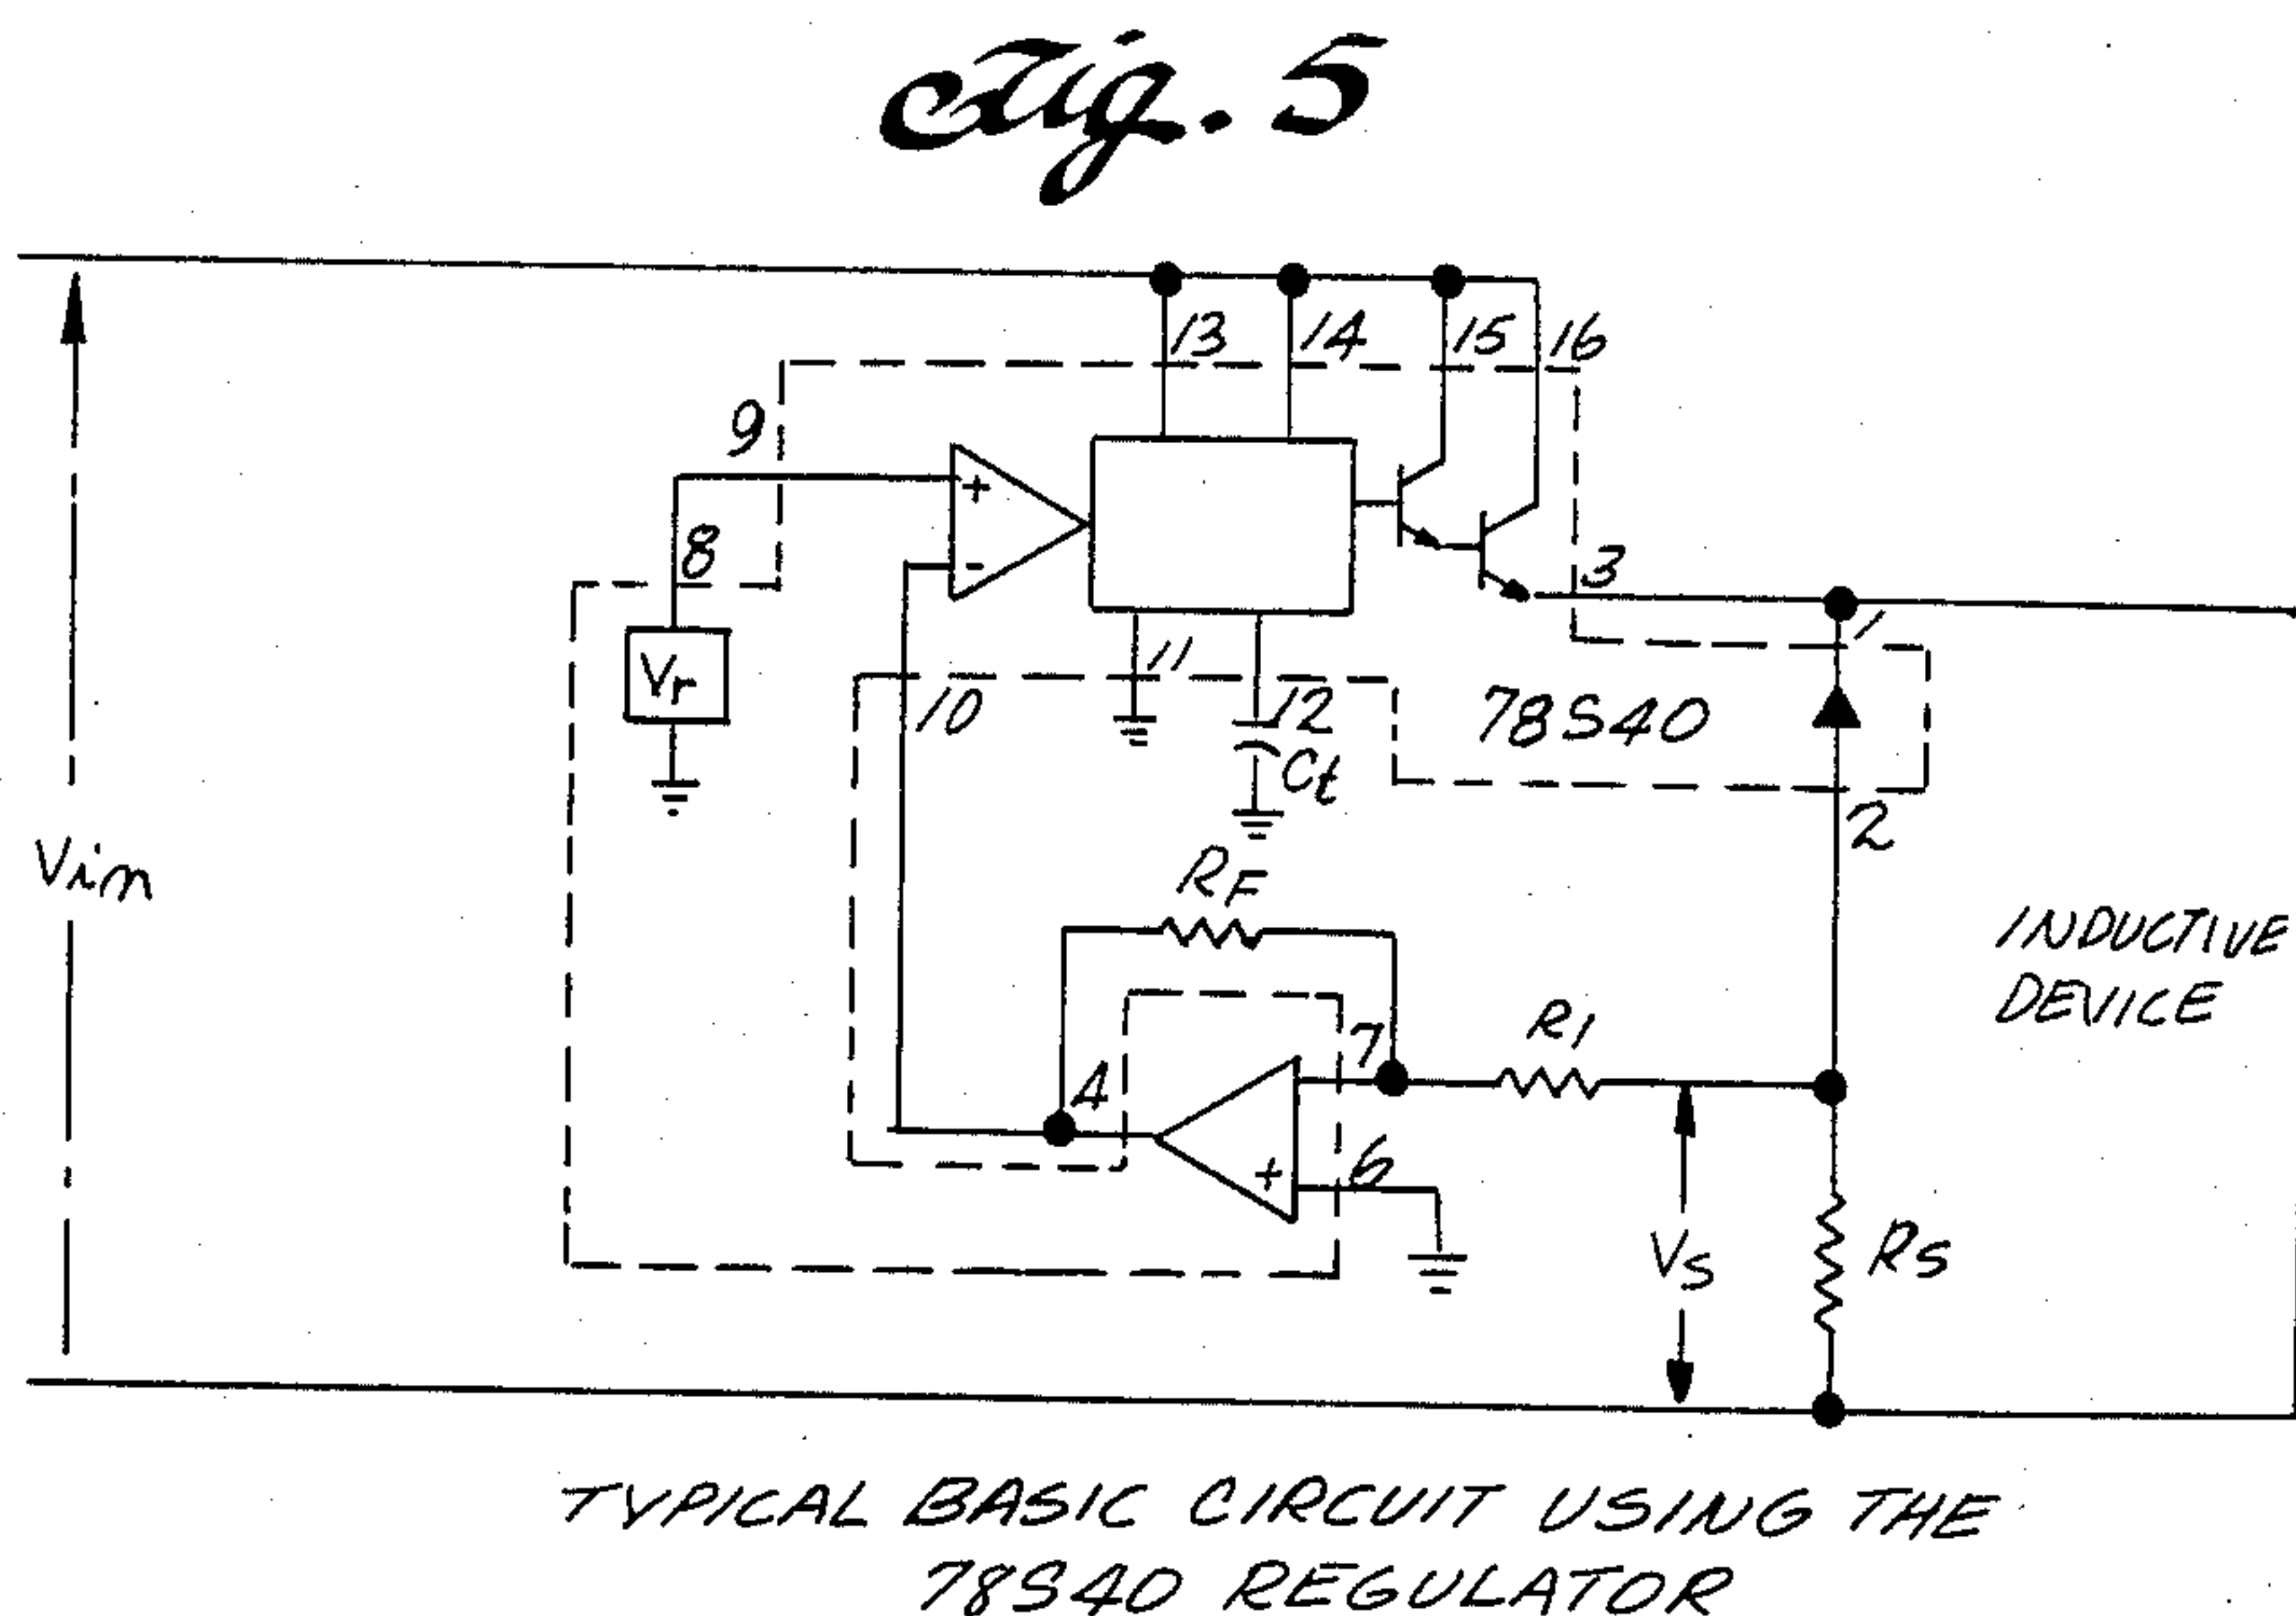 Fig. 5
13 14 15 16
9
+
8
-
3
1
Vr
11
10
12
78S40
Ct
2
Vin
RF
INDUCTIVE
DEVICE
R1
7
4
+
6
Vs
Rs
TYPICAL BASIC CIRCUIT USING THE
78S40 REGULATOR